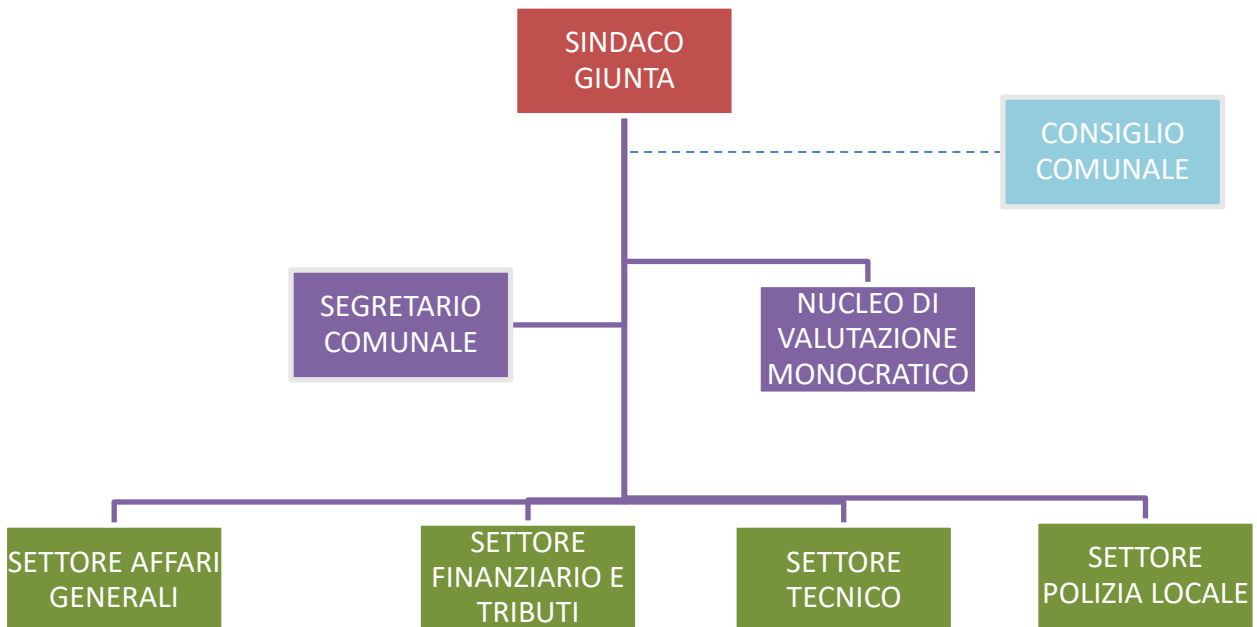 SINDACO
GIUNTA
CONSIGLIO
COMUNALE
SEGRETARIO
COMUNALE
NUCLEO DI
VALUTAZIONE
MONOCRATICO
SETTORE AFFARI
GENERALI
SETTORE
FINANZIARIO E
TRIBUTI
SETTORE
TECNICO
SETTORE
POLIZIA LOCALE